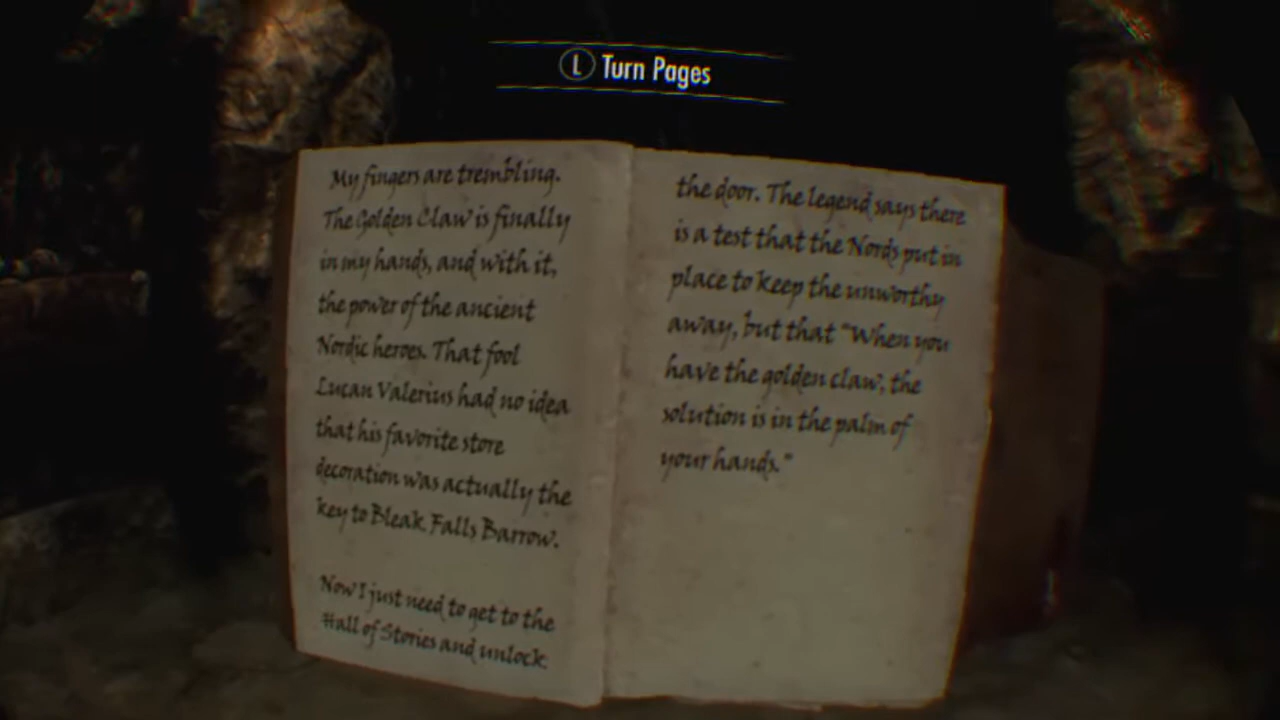 L Turn Pages
My fingers are trembling.
The Golden Claw is finally
in my hands, and with it,
the power of the ancient
Nordic heroes. That fool
Lucan Valerius had no idea
that his favorite store
decoration was actually the
key to Bleak Falls Barrow.
Now I just need to get to the
Hall of Stories and unlock
the door. The legend says there
is a test that the Nords put in
place to keep the unworthy
away, but that "When you
have the golden claw, the
solution is in the palm of
your hands."